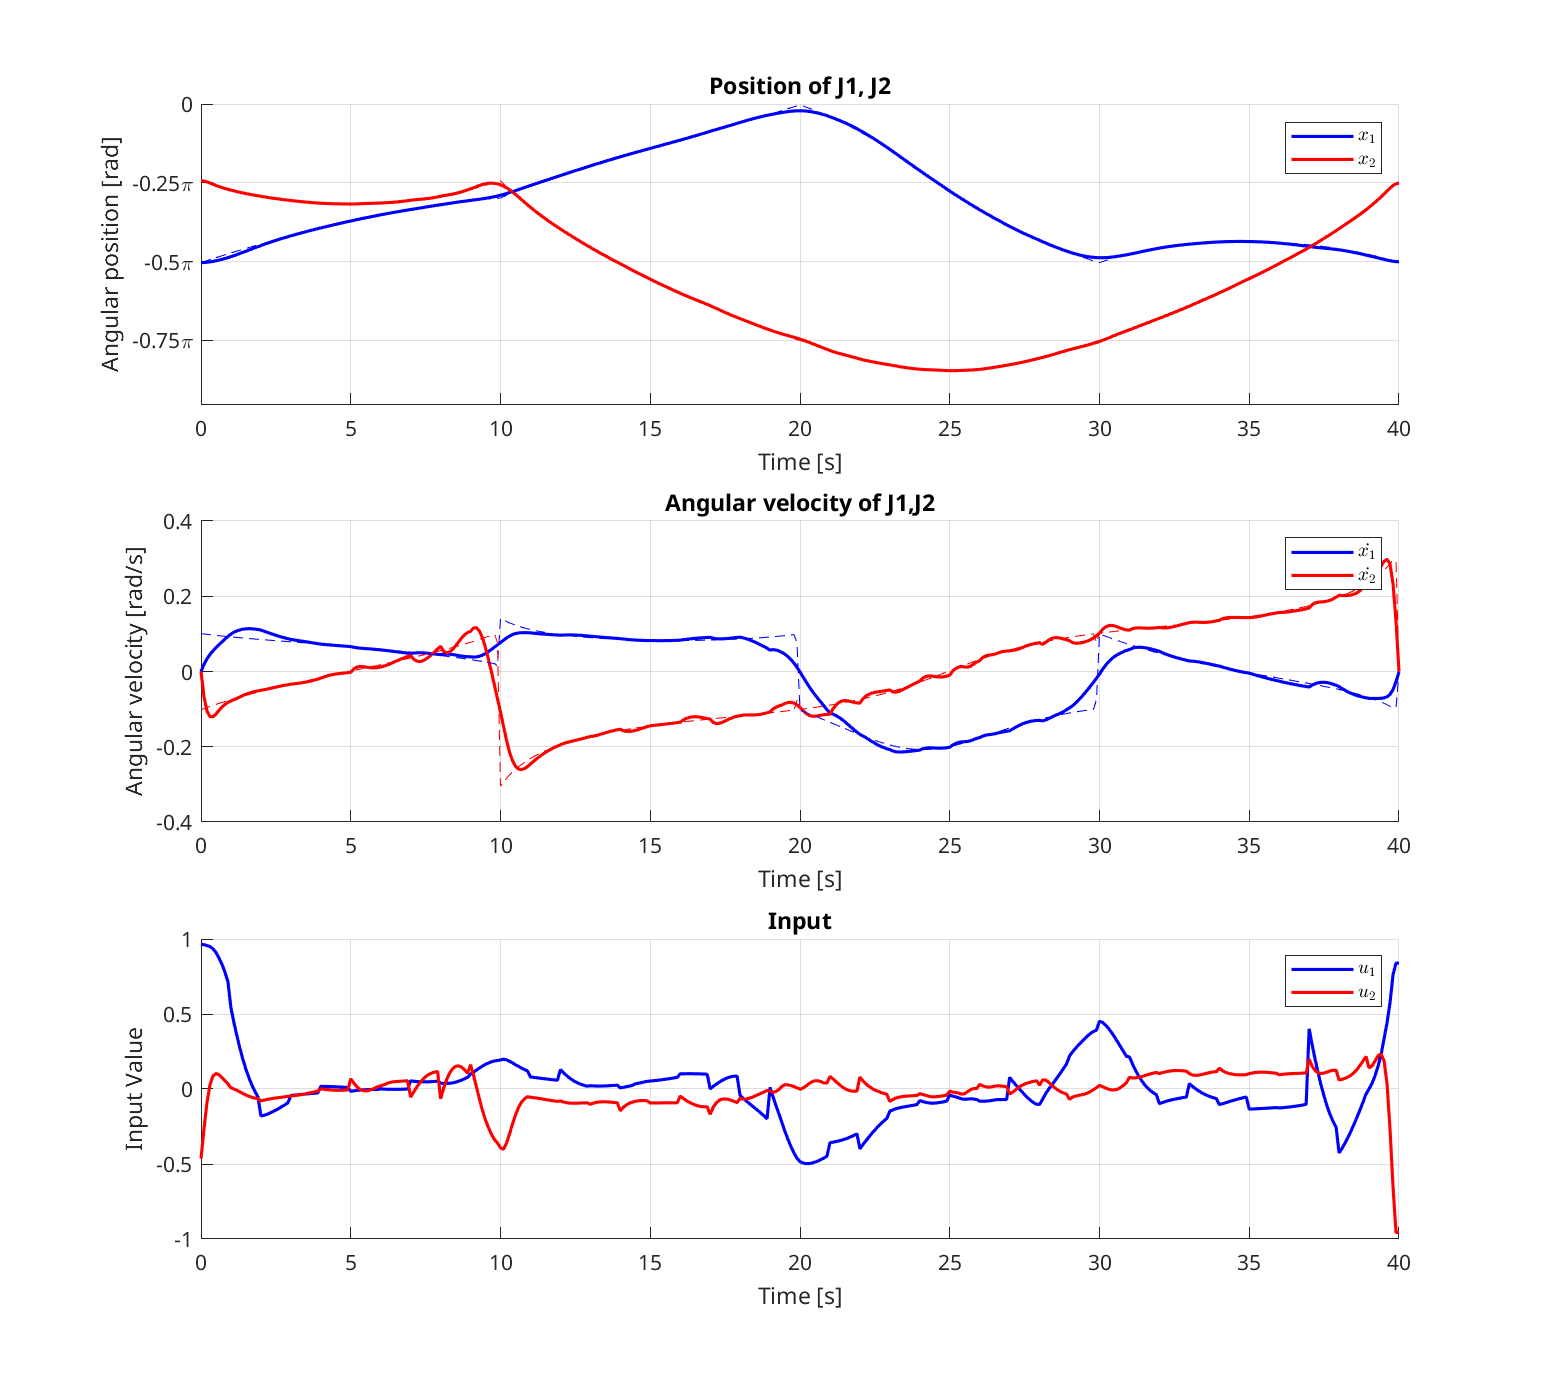 Position of J1, J2
0
-0.25π
-0.5π
-0.75π
Angular position [rad]
x₁
x₂
0 5 10 15 20 25 30 35 40
Time [s]
Angular velocity of J1,J2
0.4
0.2
0
-0.2
-0.4
Angular velocity [rad/s]
ẋ₁
ẋ₂
0 5 10 15 20 25 30 35 40
Time [s]
Input
1
0.5
0
-0.5
-1
Input Value
u₁
u₂
0 5 10 15 20 25 30 35 40
Time [s]